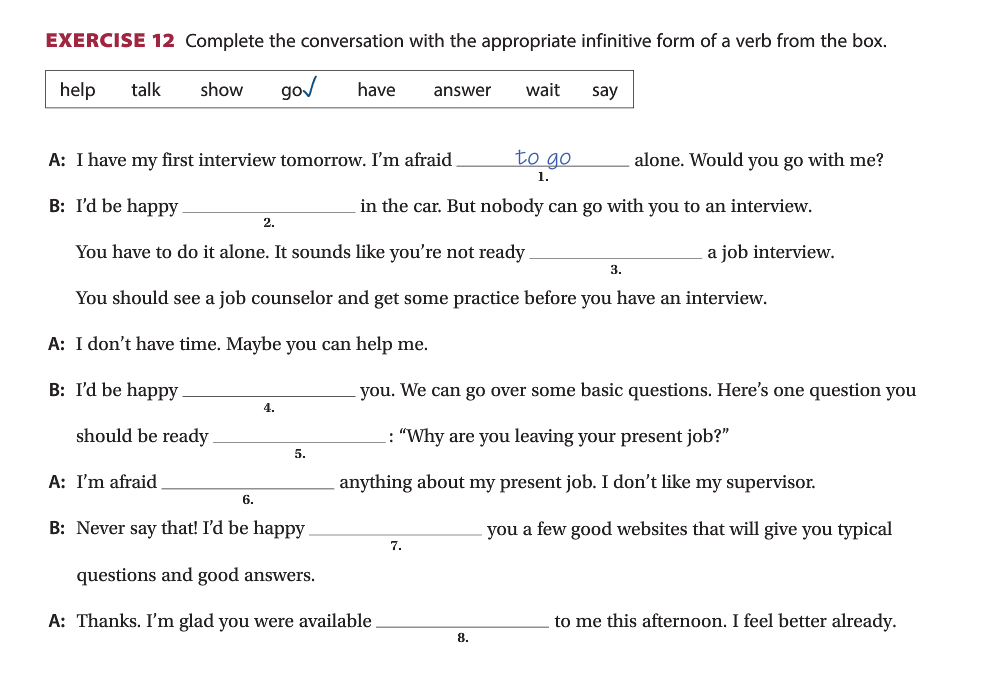 EXERCISE 12 Complete the conversation with the appropriate infinitive form of a verb from the box.
help talk show go✓ have answer wait say
A: I have my first interview tomorrow. I'm afraid to go alone. Would you go with me?
1.
B: I'd be happy ____________ in the car. But nobody can go with you to an interview.
2.
You have to do it alone. It sounds like you're not ready ____________ a job interview.
3.
You should see a job counselor and get some practice before you have an interview.
A: I don't have time. Maybe you can help me.
B: I'd be happy ____________ you. We can go over some basic questions. Here's one question you
4.
should be ready ____________ : “Why are you leaving your present job?”
5.
A: I'm afraid ____________ anything about my present job. I don't like my supervisor.
6.
B: Never say that! I'd be happy ____________ you a few good websites that will give you typical
7.
questions and good answers.
A: Thanks. I'm glad you were available ____________ to me this afternoon. I feel better already.
8.